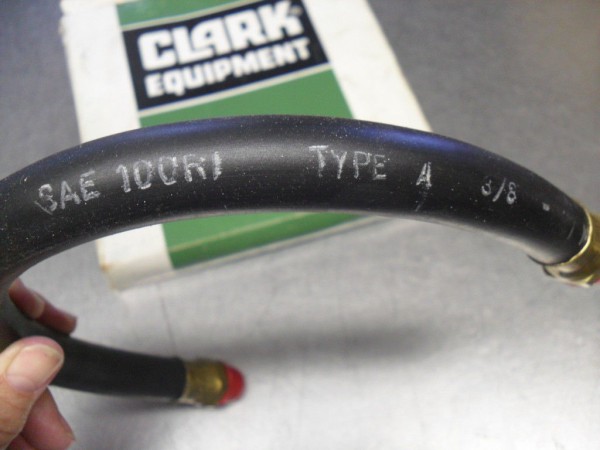 CLARK
EQUIPMENT
SAE 100R1 TYPE A 3/8